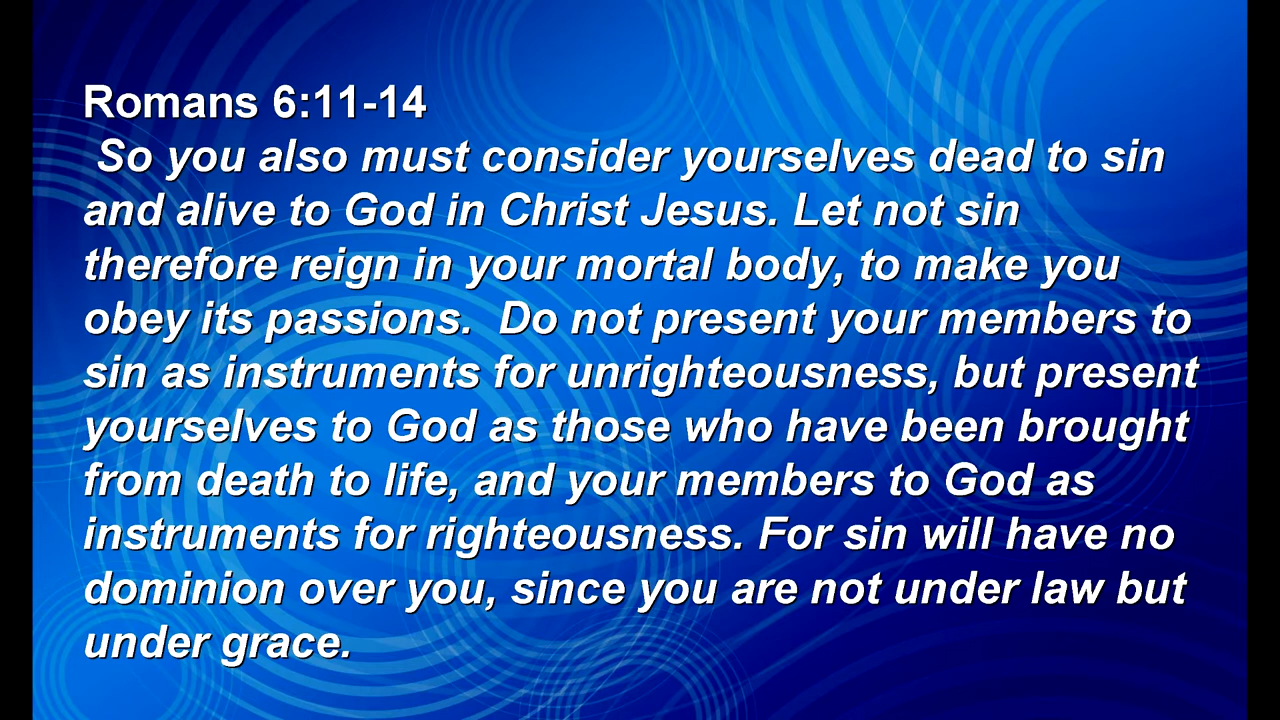 Romans 6:11-14
So you also must consider yourselves dead to sin
and alive to God in Christ Jesus. Let not sin
therefore reign in your mortal body, to make you
obey its passions.  Do not present your members to
sin as instruments for unrighteousness, but present
yourselves to God as those who have been brought
from death to life, and your members to God as
instruments for righteousness. For sin will have no
dominion over you, since you are not under law but
under grace.